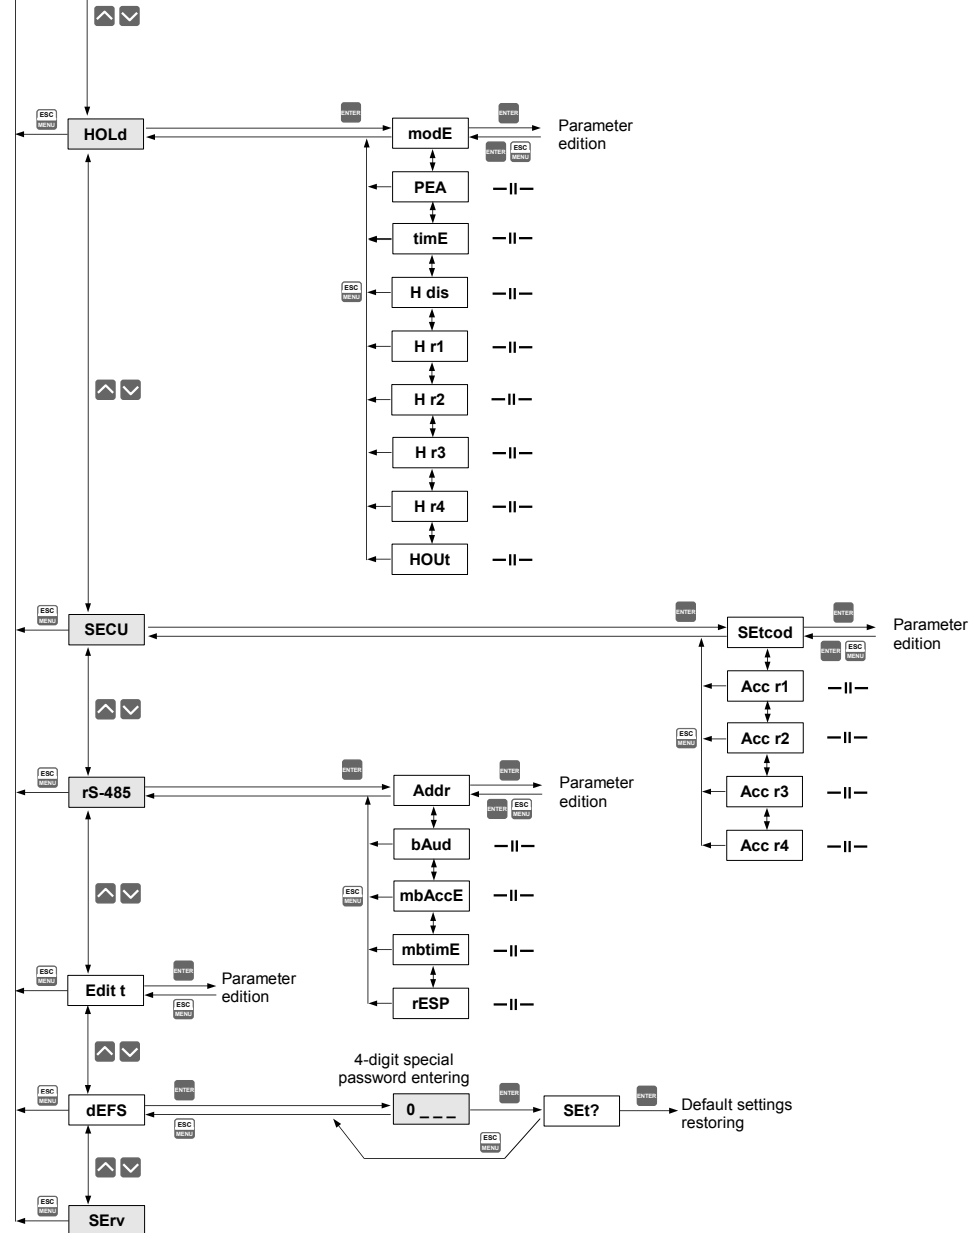 ESC
MENU
HOLd
ENTER
modE
ENTER
ENTER
ESC
MENU
Parameter
edition
PEA
—II—
timE
—II—
ESC
MENU
H dis
—II—
H r1
—II—
H r2
—II—
H r3
—II—
H r4
—II—
HOUt
—II—
ESC
MENU
SECU
ENTER
SEtcod
ENTER
ENTER
ESC
MENU
Parameter
edition
Acc r1
—II—
ESC
MENU
Acc r2
—II—
Acc r3
—II—
Acc r4
—II—
ESC
MENU
rS-485
ENTER
Addr
ENTER
ENTER
ESC
MENU
Parameter
edition
bAud
—II—
ESC
MENU
mbAccE
—II—
mbtimE
—II—
rESP
—II—
ESC
MENU
Edit t
ENTER
ESC
MENU
Parameter
edition
ESC
MENU
dEFS
ENTER
ESC
MENU
4-digit special
password entering
0 _ _ _
ENTER
ESC
MENU
SEt?
ENTER
Default settings
restoring
ESC
MENU
SErv